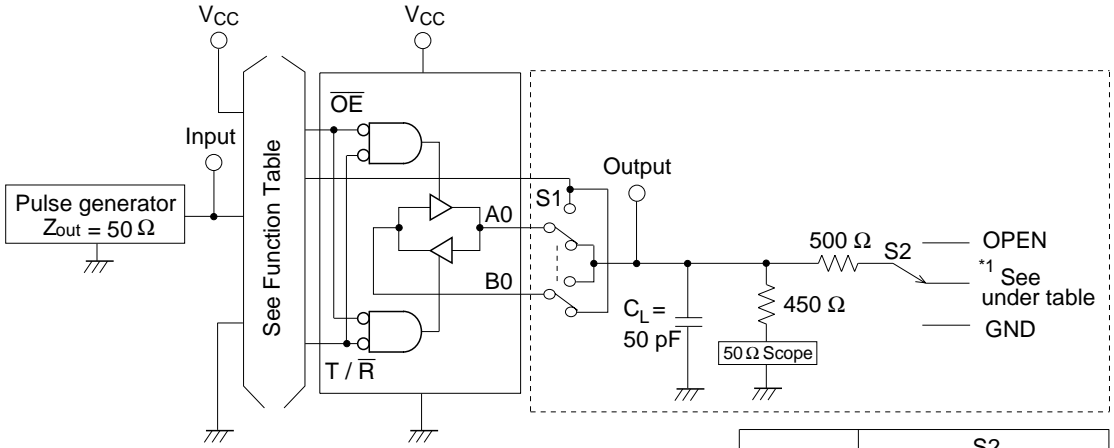 VCC
VCC
OE
Input
See Function Table
Output
S1
Pulse generator
Zout = 50 Ω
A0
500 Ω
S2
OPEN
*1 See
under table
B0
CL =
50 pF
450 Ω
GND
50 Ω Scope
T / R
S2